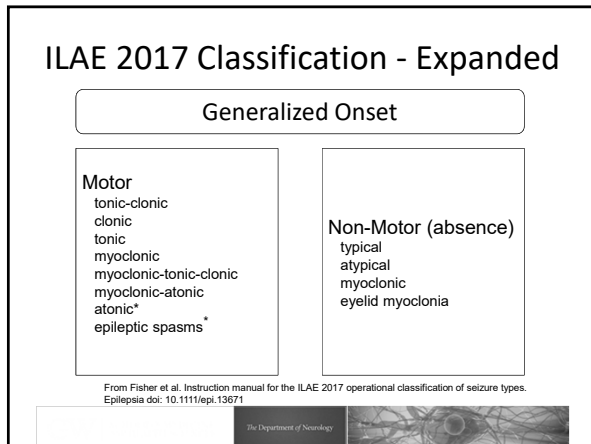 ILAE 2017 Classification - Expanded
Generalized Onset
Motor
tonic-clonic
clonic
tonic
myoclonic
myoclonic-tonic-clonic
myoclonic-atonic
atonic*
epileptic spasms*
Non-Motor (absence)
typical
atypical
myoclonic
eyelid myoclonia
From Fisher et al. Instruction manual for the ILAE 2017 operational classification of seizure types.
Epilepsia doi: 10.1111/epi.13671
The Department of Neurology